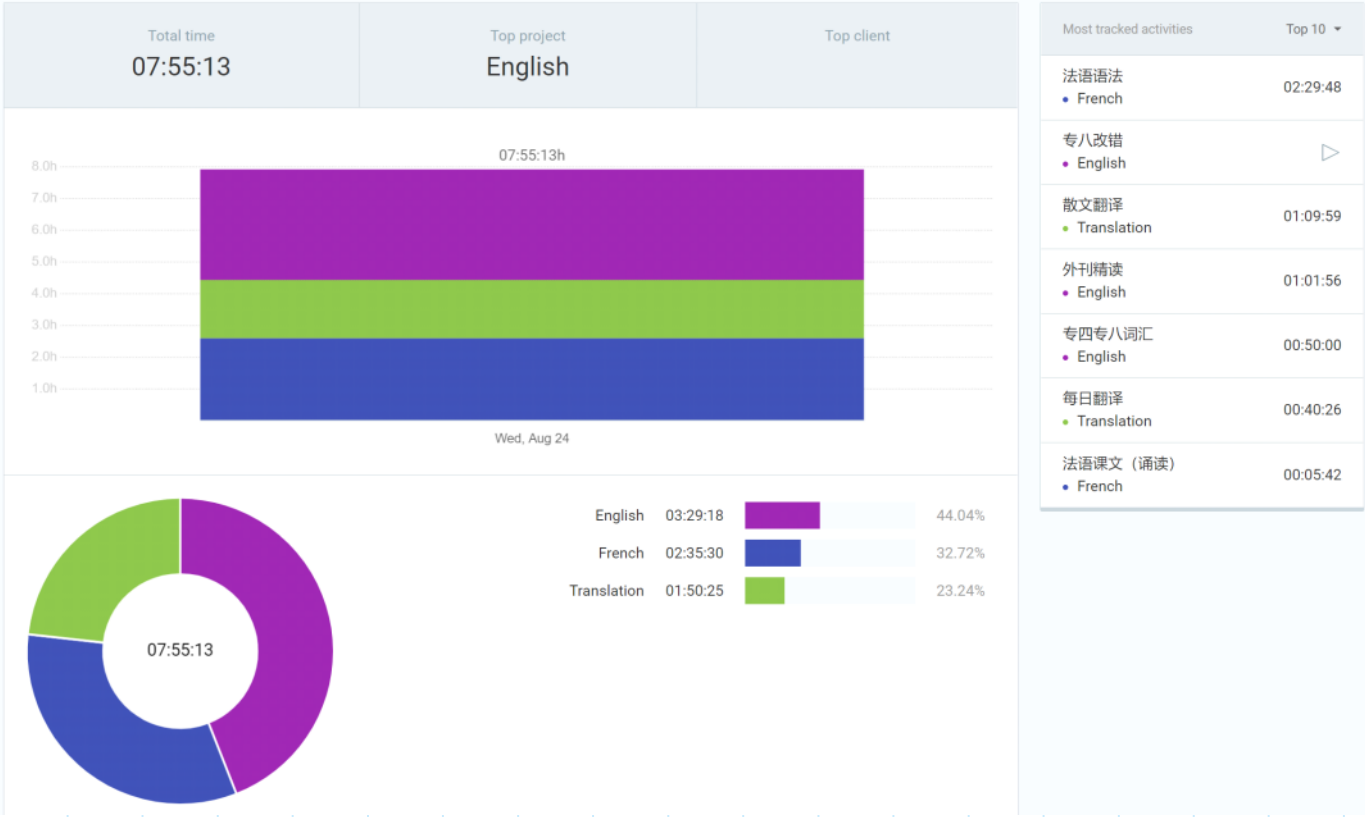 Total time
07:55:13
Top project
English
Top client
07:55:13h
8.0h
7.0h
6.0h
5.0h
4.0h
3.0h
2.0h
1.0h
Wed, Aug 24
07:55:13
English 03:29:18 44.04%
French 02:35:30 32.72%
Translation 01:50:25 23.24%
Most tracked activities Top 10
法语语法
French 02:29:48
专八改错
English
散文翻译
Translation 01:09:59
外刊精读
English 01:01:56
专四专八词汇
English 00:50:00
每日翻译
Translation 00:40:26
法语课文（诵读）
French 00:05:42